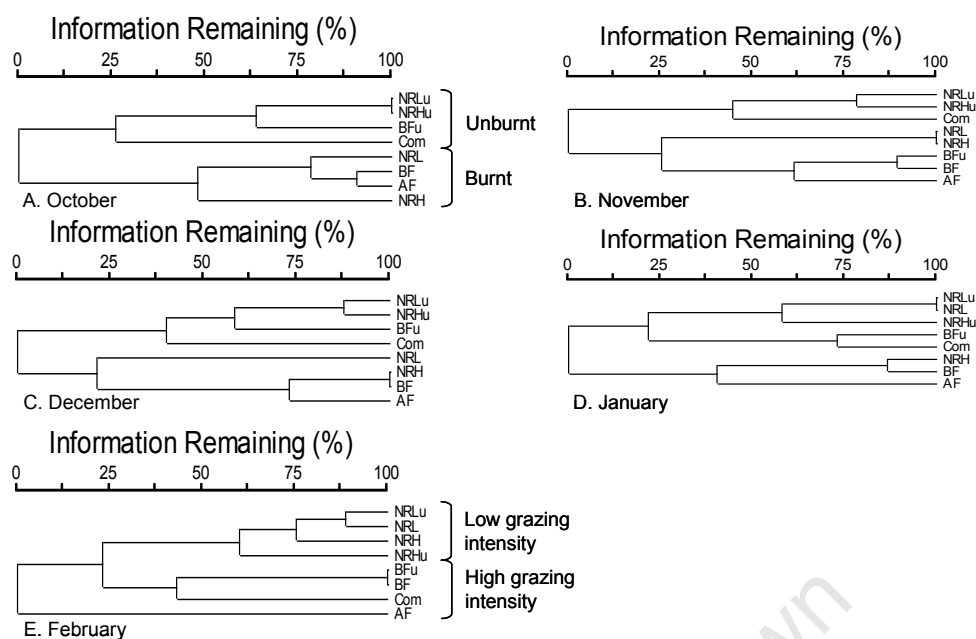 Information Remaining (%)
0 25 50 75 100
NRLu
NRHu
BFu
Com
NRL
BF
AF
NRH
Unburnt
Burnt
A. October
Information Remaining (%)
0 25 50 75 100
NRLu
NRHu
Com
NRL
NRH
BFu
BF
AF
B. November
Information Remaining (%)
0 25 50 75 100
NRLu
NRHu
BFu
Com
NRL
NRH
BF
AF
C. December
Information Remaining (%)
0 25 50 75 100
NRLu
NRL
NRHu
BFu
Com
NRH
BF
AF
D. January
Information Remaining (%)
0 25 50 75 100
NRLu
NRL
NRH
NRHu
BFu
BF
Com
AF
Low grazing
intensity
High grazing
intensity
E. February
wn